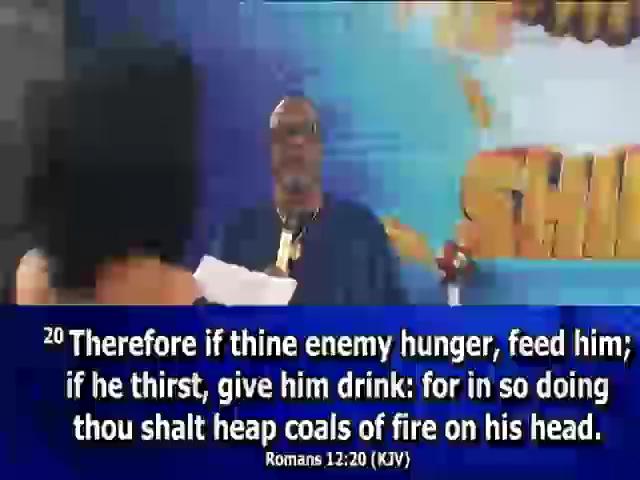 SHI
20 Therefore if thine enemy hunger, feed him;
if he thirst, give him drink: for in so doing
thou shalt heap coals of fire on his head.
Romans 12:20 (KJV)